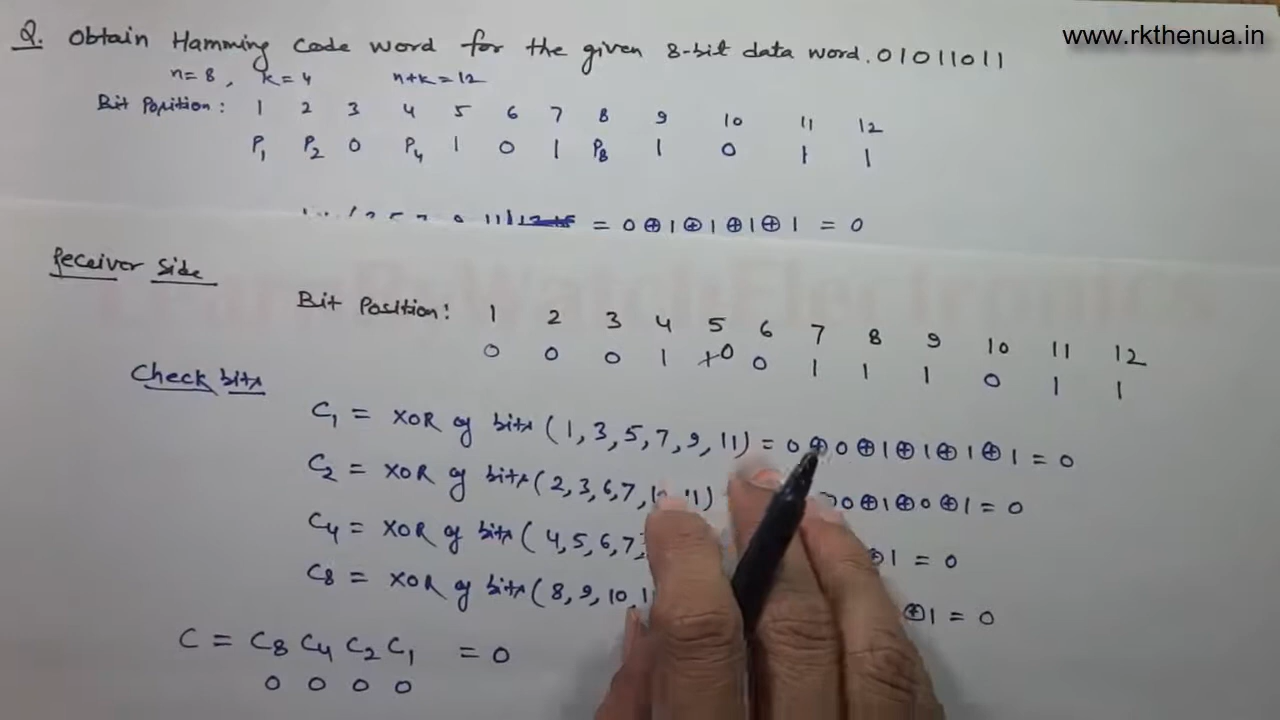 www.rkthenua.in
Q. Obtain Hamming code word for the given 8-bit data word. 01011011
n=8, k=4 n+k=12
Bit Position: 1 2 3 4 5 6 7 8 9 10 11 12
P1 P2 0 P4 1 0 1 P8 1 0 1 1
= 0⊕1⊕1⊕1⊕1 = 0
Receiver Side
Bit Position: 1 2 3 4 5 6 7 8 9 10 11 12
0 0 0 1 1 0 0 1 1 1 0 1 1
Check bits
C1 = XOR of bits (1, 3, 5, 7, 9, 11) = 0⊕0⊕1⊕1⊕1⊕1 = 0
C2 = XOR of bits (2, 3, 6, 7, 11) 0⊕1⊕0⊕1 = 0
C4 = XOR of bits (4, 5, 6, 7, ⊕1 = 0
C8 = XOR of bits (8, 9, 10, ⊕1 = 0
C = C8 C4 C2 C1 = 0
0 0 0 0